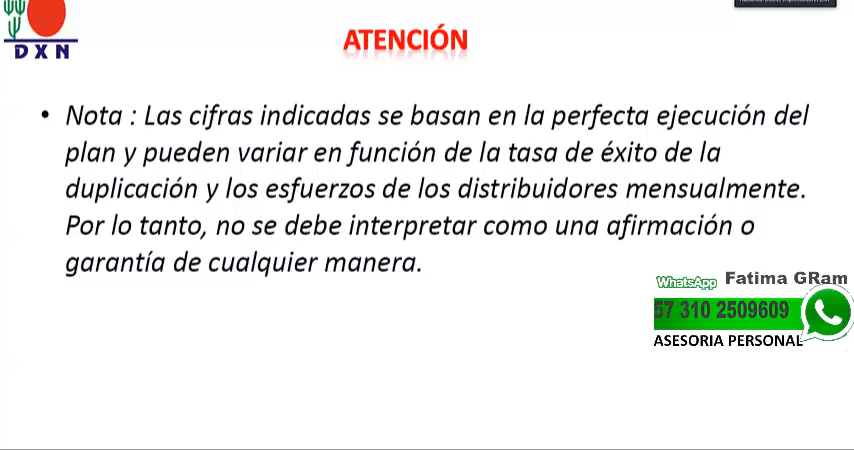 DXN
ATENCIÓN
• Nota : Las cifras indicadas se basan en la perfecta ejecución del
plan y pueden variar en función de la tasa de éxito de la
duplicación y los esfuerzos de los distribuidores mensualmente.
Por lo tanto, no se debe interpretar como una afirmación o
garantía de cualquier manera.
WhatsApp Fatima GRam
57 310 2509609
ASESORIA PERSONAL